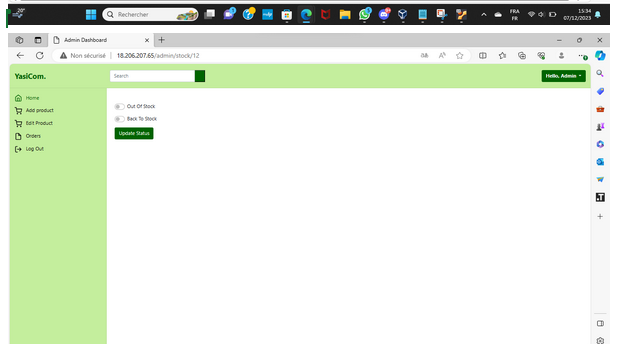 20°
Rechercher
FRA
FR
15:34
07/12/2023
Admin Dashboard
Non sécurisé
18.206.207.65/admin/stock/12
YasiCom.
Search
Hello, Admin
Home
Add product
Edit Product
Orders
Log Out
Out Of Stock
Back To Stock
Update Status